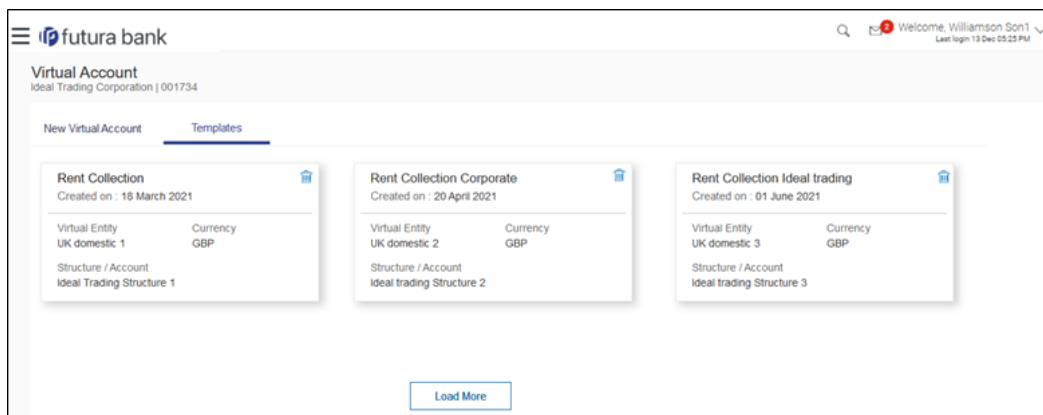 futura bank
2
Welcome, Williamson Son1
Last login 13 Dec 05:25 PM
Virtual Account
Ideal Trading Corporation | 001734
New Virtual Account
Templates
Rent Collection
Created on : 18 March 2021
Virtual Entity Currency
UK domestic 1 GBP
Structure / Account
Ideal Trading Structure 1
Rent Collection Corporate
Created on : 20 April 2021
Virtual Entity Currency
UK domestic 2 GBP
Structure / Account
Ideal trading Structure 2
Rent Collection Ideal trading
Created on : 01 June 2021
Virtual Entity Currency
UK domestic 3 GBP
Structure / Account
Ideal trading Structure 3
Load More